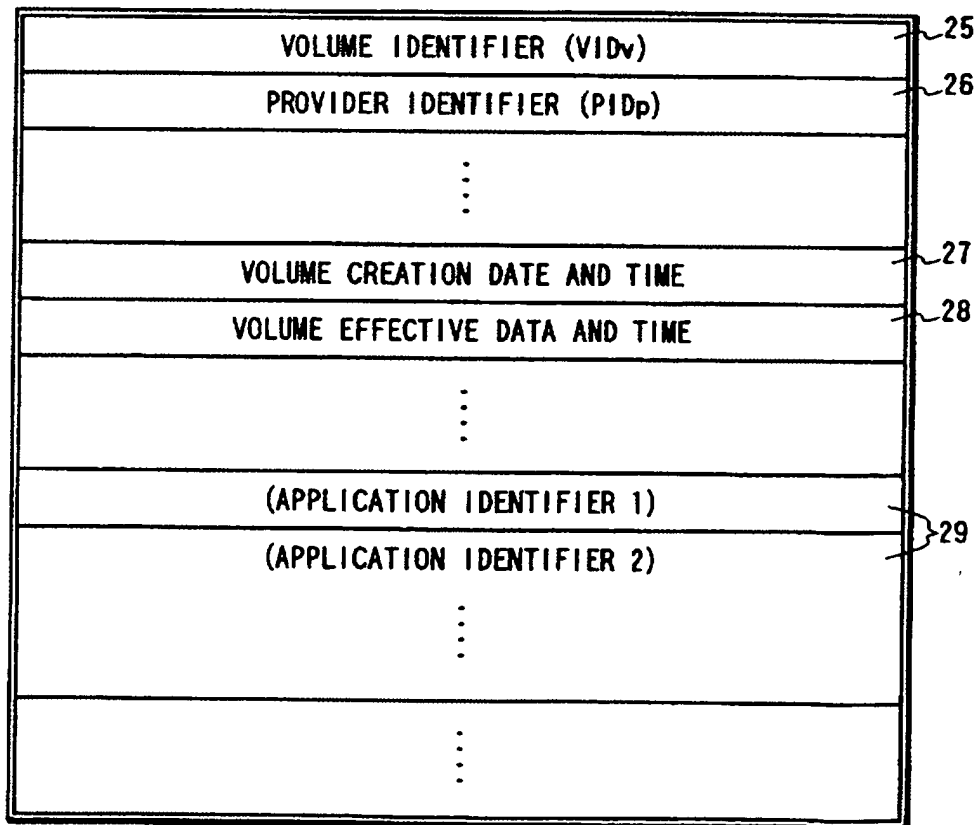 VOLUME IDENTIFIER (VIDv) 25
PROVIDER IDENTIFIER (PIDp) 26
VOLUME CREATION DATE AND TIME 27
VOLUME EFFECTIVE DATA AND TIME 28
(APPLICATION IDENTIFIER 1)
29
(APPLICATION IDENTIFIER 2)